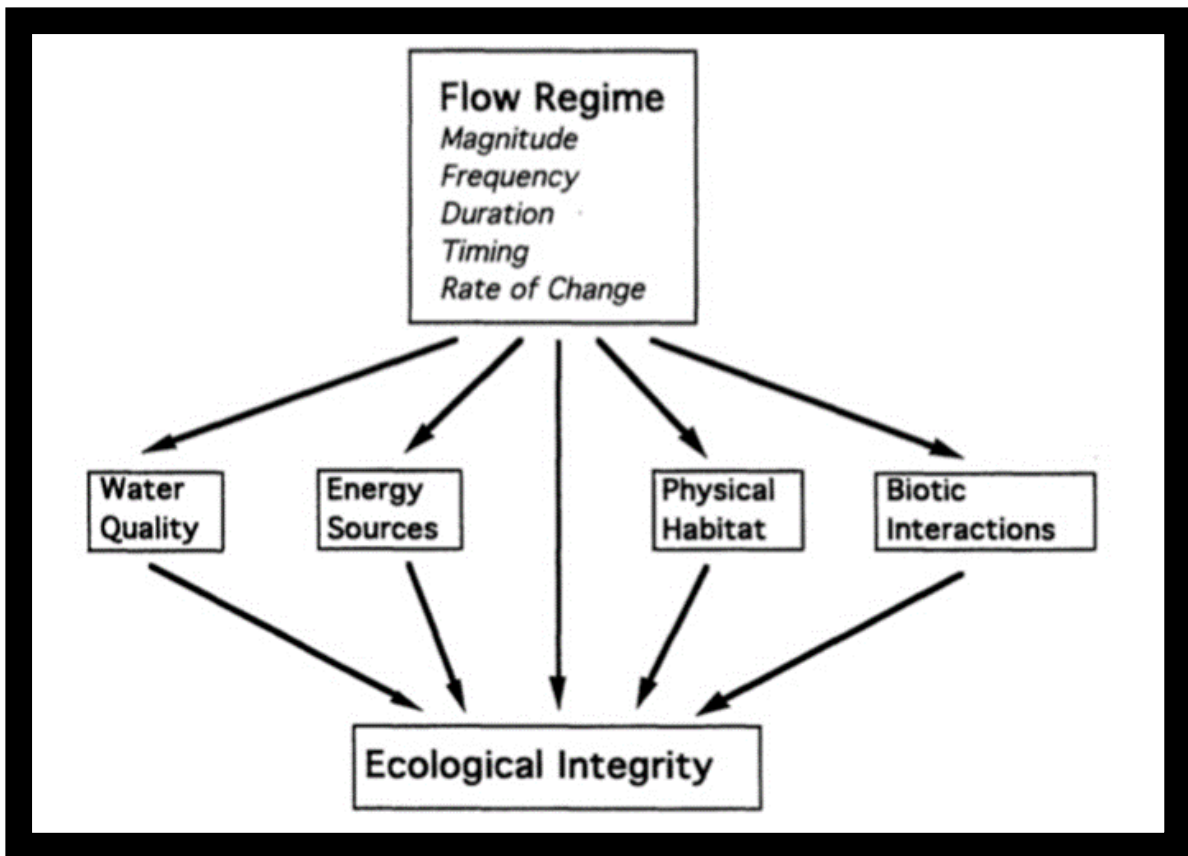 Flow Regime
Magnitude
Frequency
Duration
Timing
Rate of Change
Water
Quality
Energy
Sources
Physical
Habitat
Biotic
Interactions
Ecological Integrity